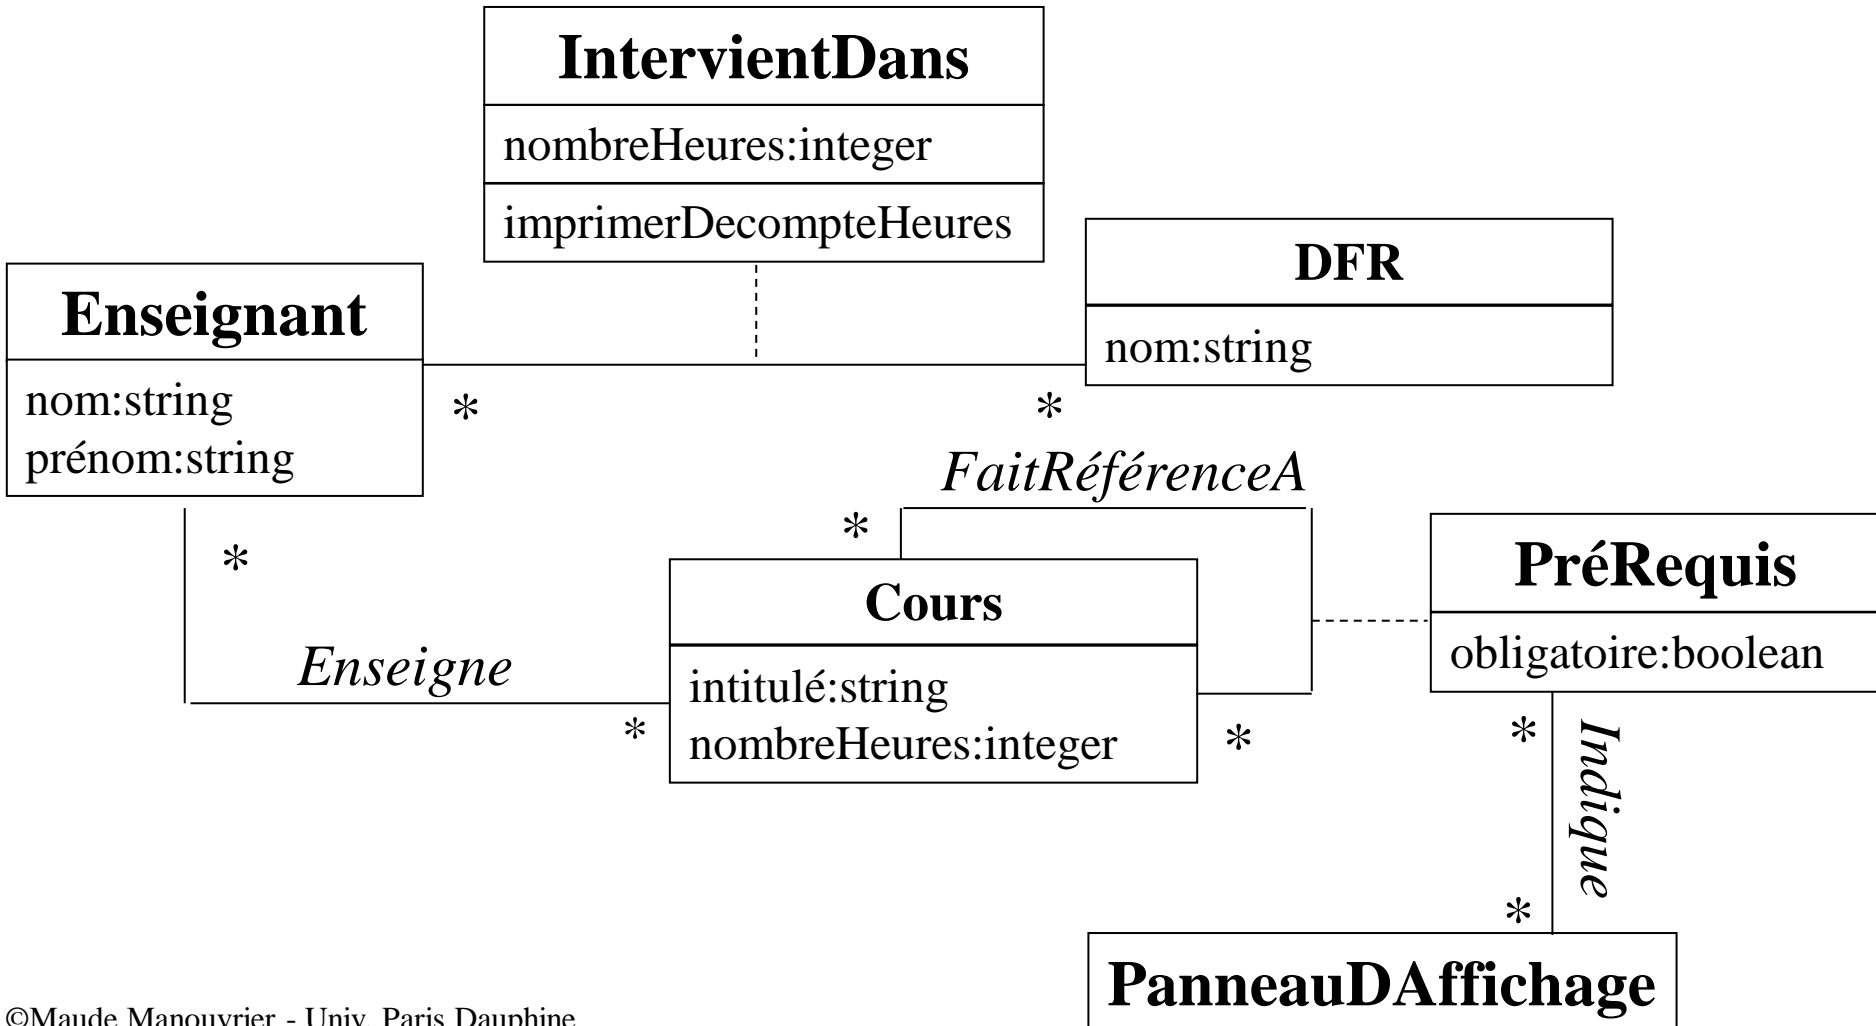 IntervientDans
nombreHeures:integer
imprimerDecompteHeures
DFR
nom:string
Enseignant
nom:string
prénom:string
*
*
FaitRéférenceA
*
*
Cours
intitulé:string
nombreHeures:integer
Enseigne
*
*
PréRequis
obligatoire:boolean
*
Indique
*
PanneauDAffichage
©Maude Manouvrier - Univ. Paris Dauphine